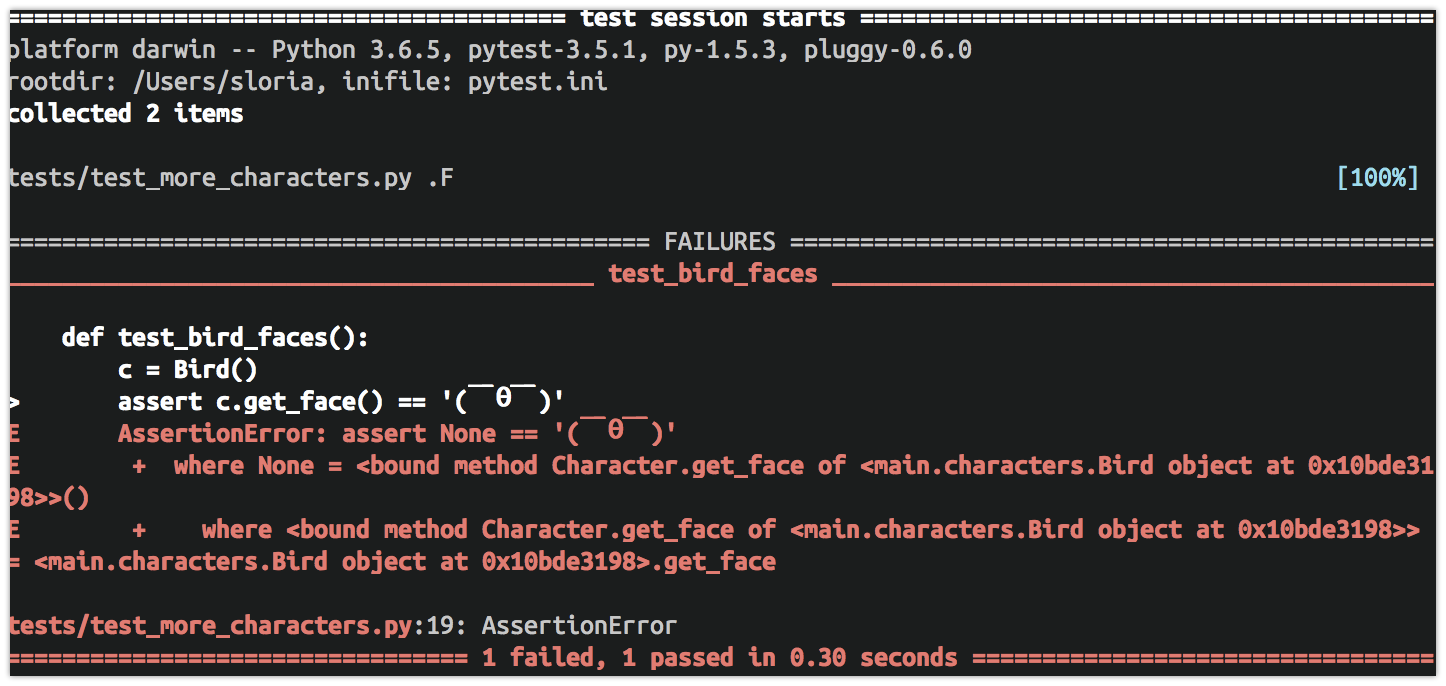 =================================== test session starts ===================================
platform darwin -- Python 3.6.5, pytest-3.5.1, py-1.5.3, pluggy-0.6.0
rootdir: /Users/sloria, inifile: pytest.ini
collected 2 items
tests/test_more_characters.py .F [100%]
======================================== FAILURES ========================================
_____________________________________ test_bird_faces _____________________________________
    def test_bird_faces():
        c = Bird()
>       assert c.get_face() == '(￣θ￣)'
E       AssertionError: assert None == '(￣θ￣)'
E        +  where None = <bound method Character.get_face of <main.characters.Bird object at 0x10bde31
98>>()
E        +    where <bound method Character.get_face of <main.characters.Bird object at 0x10bde3198>>
= <main.characters.Bird object at 0x10bde3198>.get_face
tests/test_more_characters.py:19: AssertionError
============================ 1 failed, 1 passed in 0.30 seconds ============================